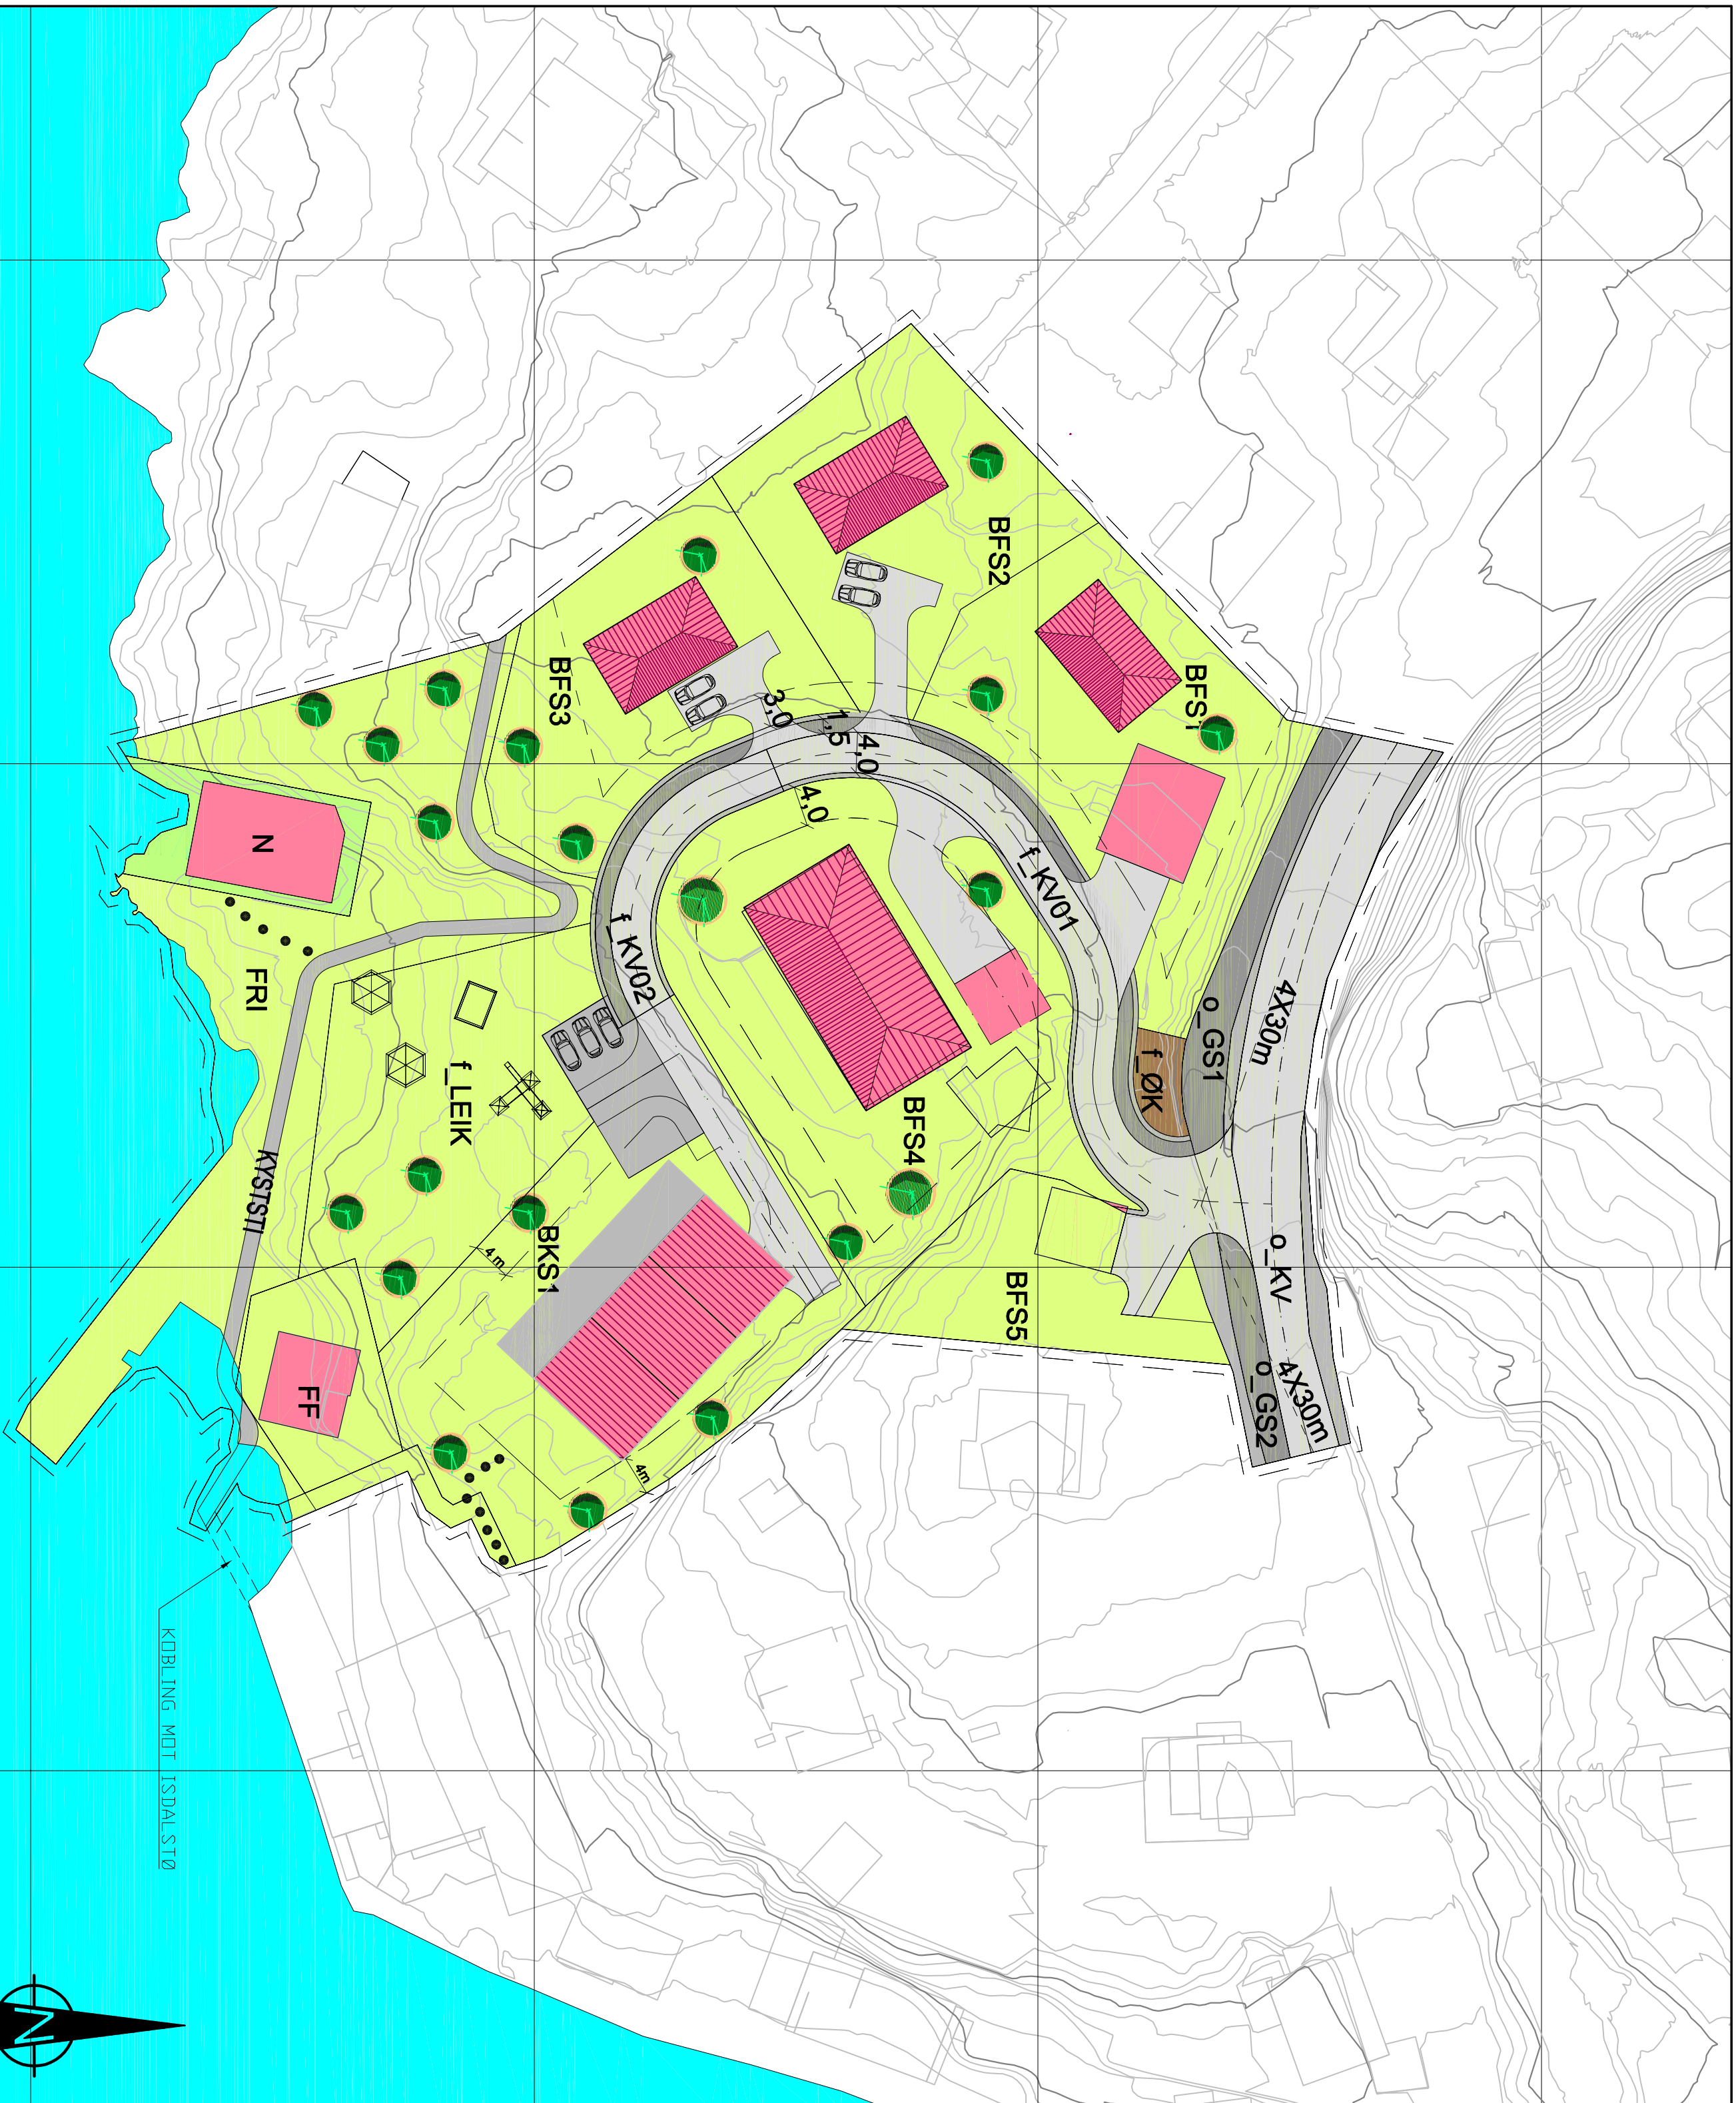 BFS2
BFS1
BFS3
3,0
1,5
4,0
4,0
N
f_KV01
f_KV02
FRI
4X30m
o_GS1
f_ØK
f_LEIK
BFS4
KYSTSTI
BKS1
4 m
o_KV
BFS5
4X30m
o_GS2
FF
4m
KOBLING MOT ISDALSTØ
N